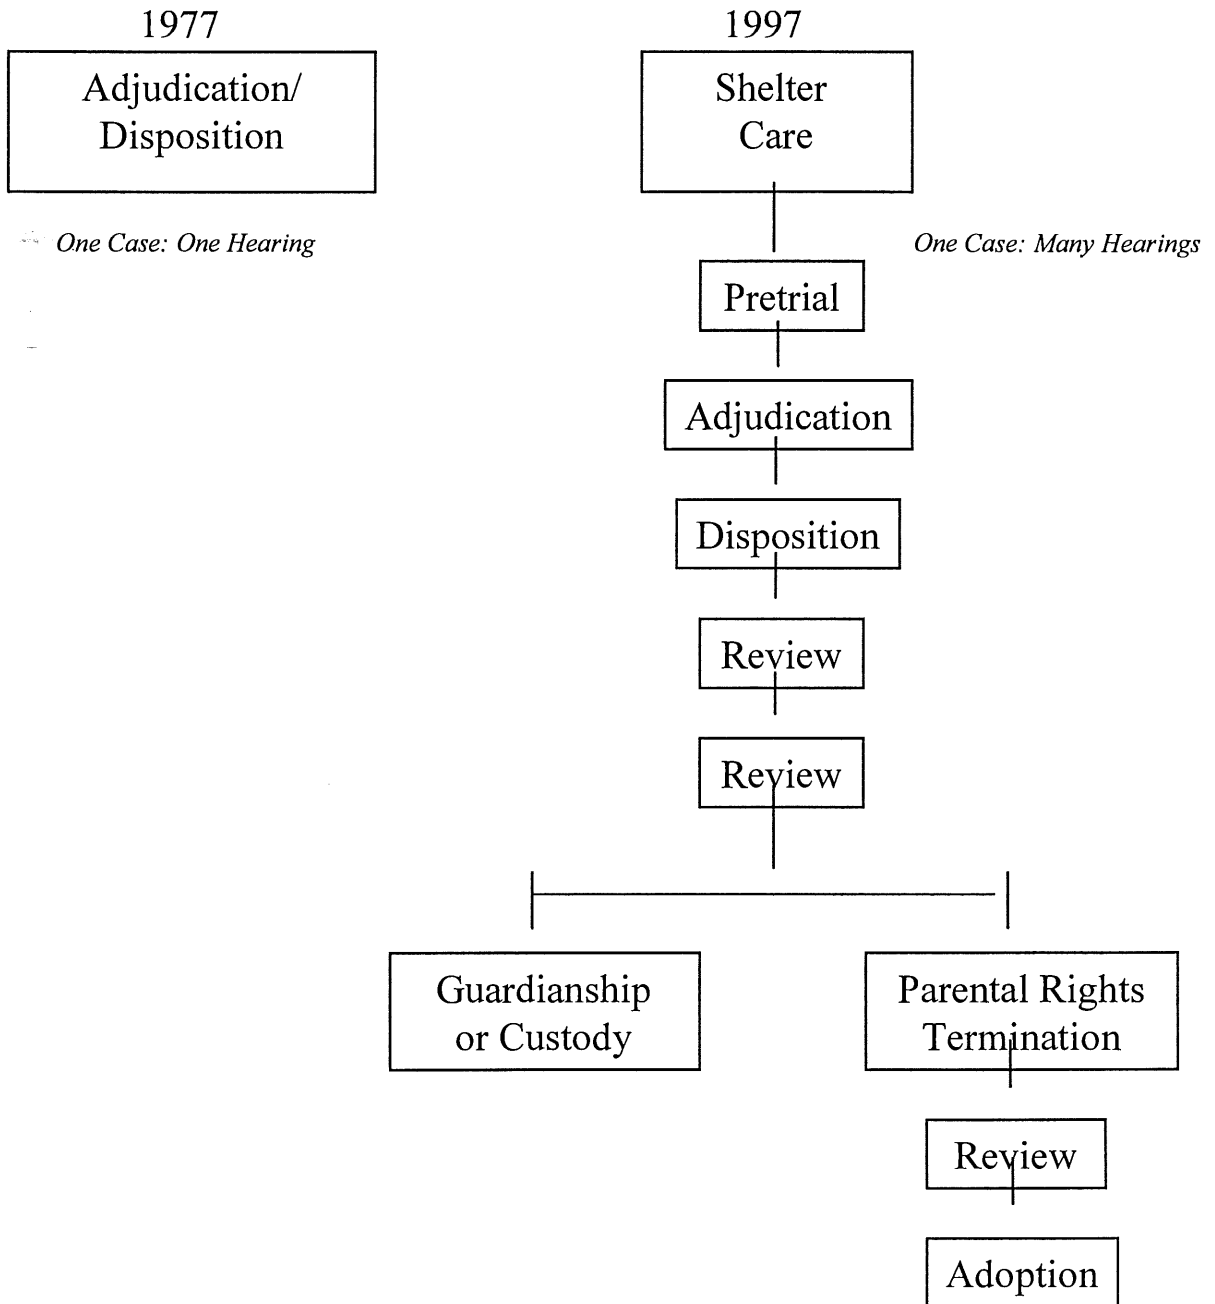 1977
1997
Adjudication/
Disposition
Shelter
Care
One Case: One Hearing
One Case: Many Hearings
Pretrial
Adjudication
Disposition
Review
Review
Guardianship
or Custody
Parental Rights
Termination
Review
Adoption